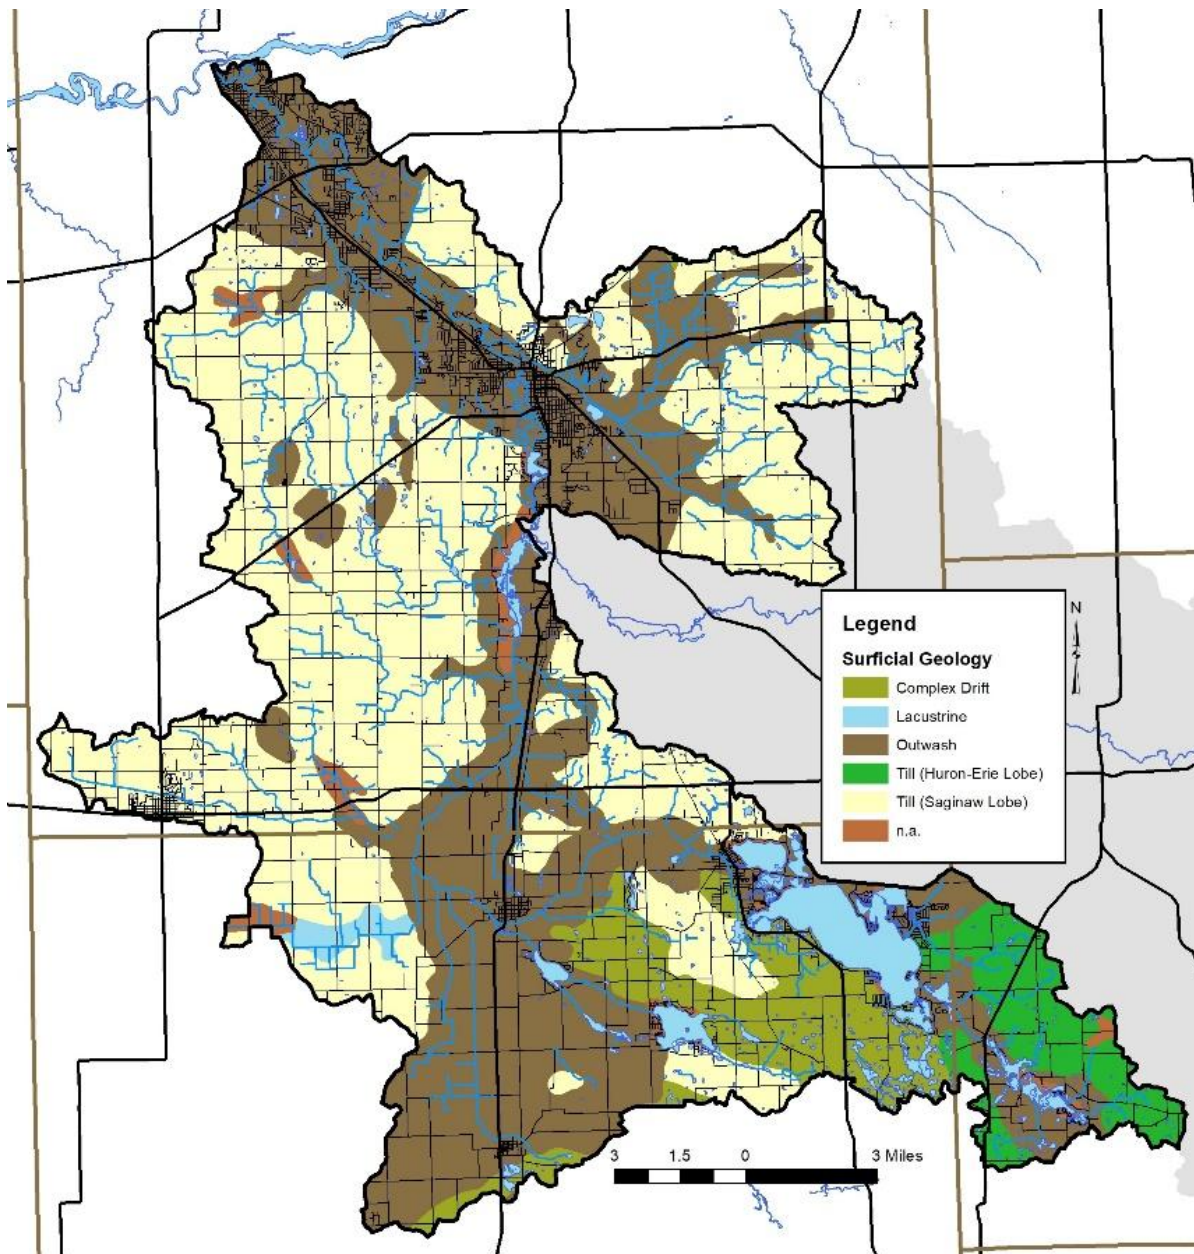 N
Legend
Surficial Geology
Complex Drift
Lacustrine
Outwash
Till (Huron-Erie Lobe)
Till (Saginaw Lobe)
n.a.
3 1.5 0 3 Miles